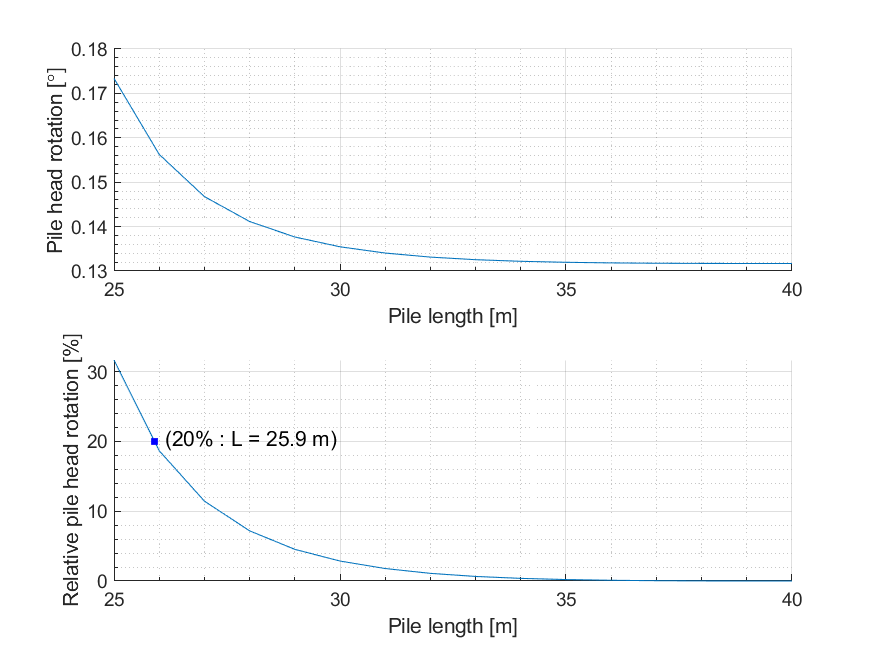 0.18
0.17
0.16
0.15
0.14
0.13
Pile head rotation [°]
25 30 35 40
Pile length [m]
30
20
10
0
Relative pile head rotation [%]
(20% : L = 25.9 m)
25 30 35 40
Pile length [m]